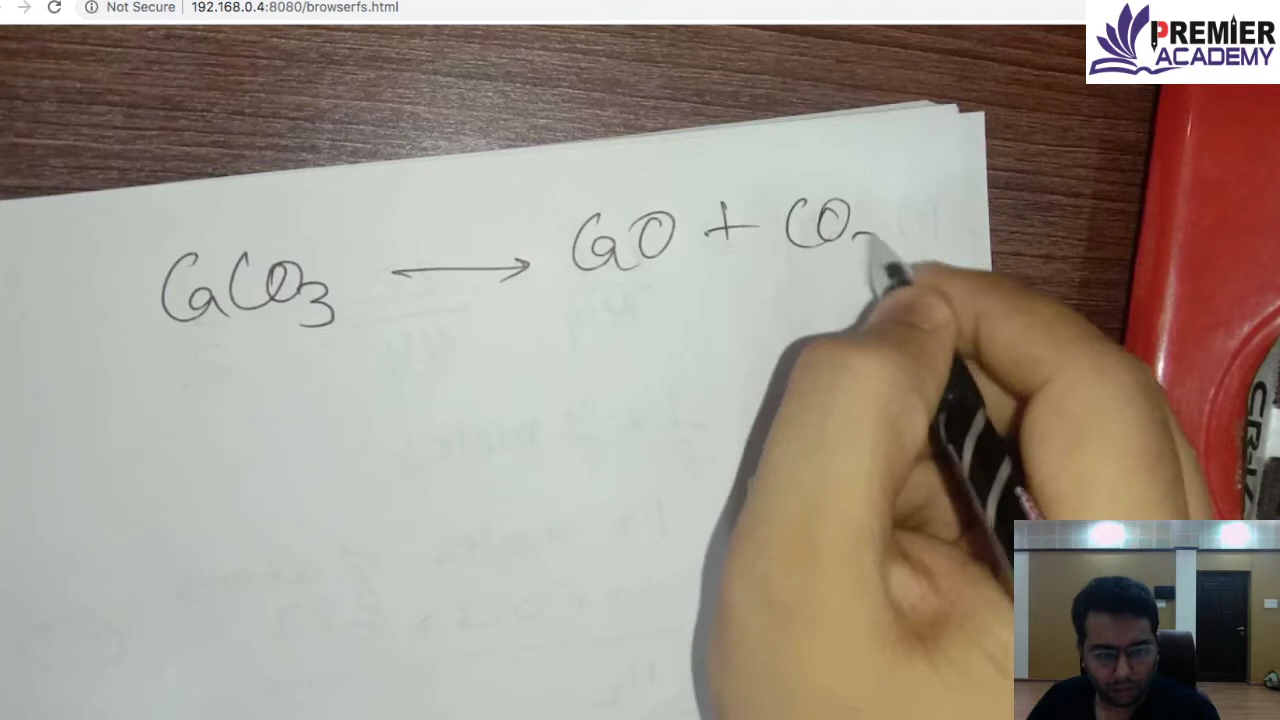 Not Secure | 192.168.0.4:8080/browserfs.html
PREMIER
ACADEMY
CaCO3 ⟷ CaO + CO